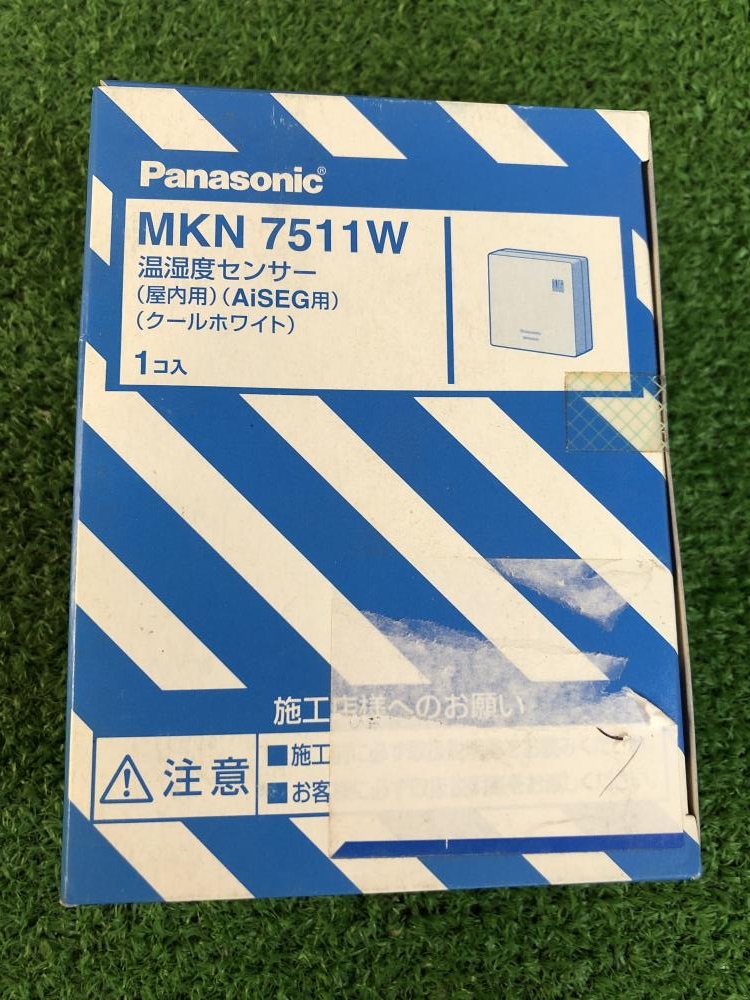 Panasonic®
MKN 7511W
温湿度センサー
(屋内用)(AiSEG用)
(クールホワイト)
1コ入
施工店様へのお願い
注意
■施工
■お客